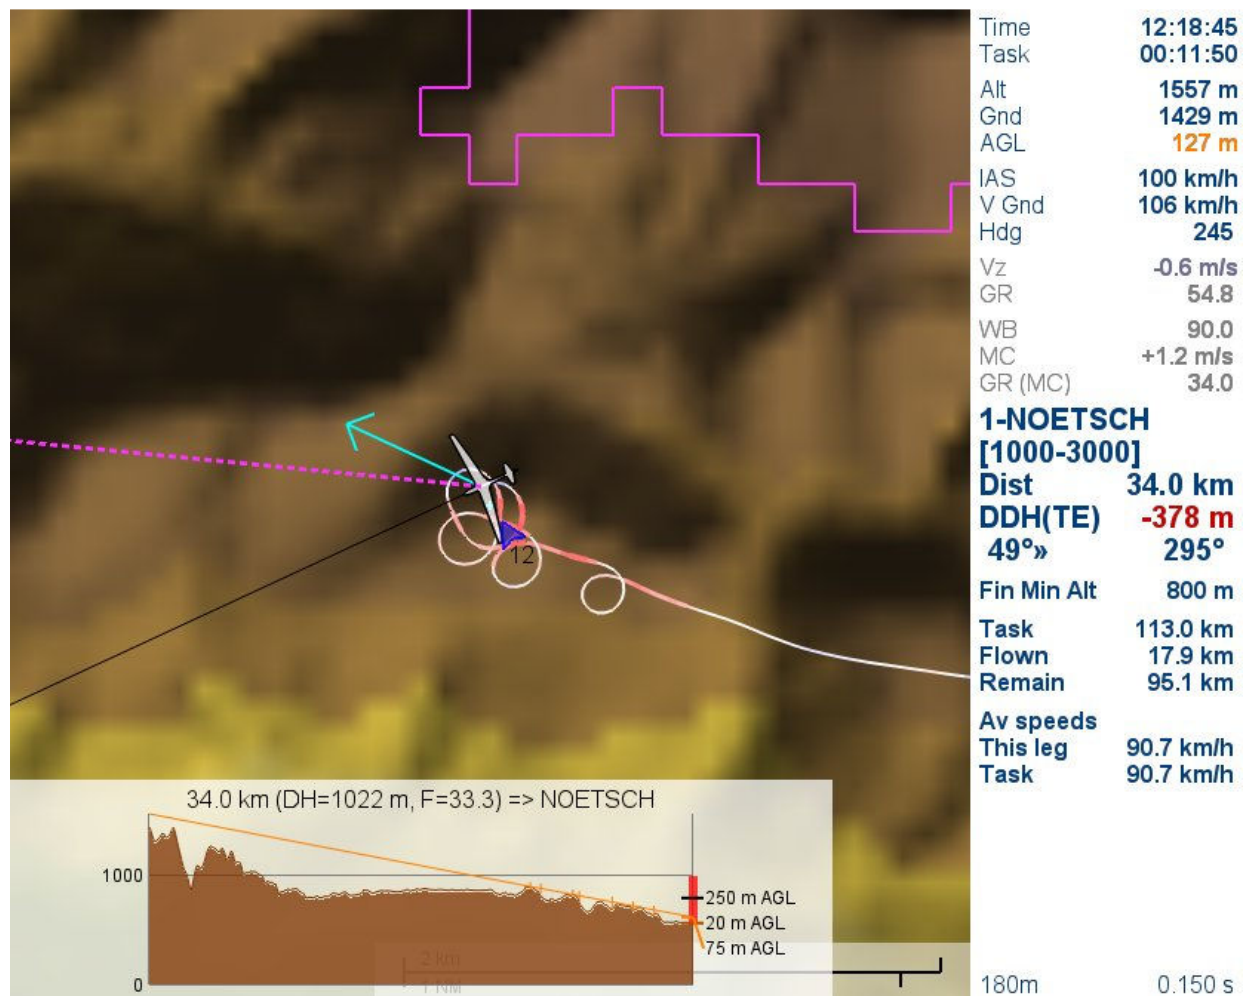 Time 12:18:45
Task 00:11:50
Alt 1557 m
Gnd 1429 m
AGL 127 m
IAS 100 km/h
V Gnd 106 km/h
Hdg 245
Vz -0.6 m/s
GR 54.8
WB 90.0
MC +1.2 m/s
GR (MC) 34.0
1-NOETSCH
[1000-3000]
Dist 34.0 km
DDH(TE) -378 m
49°» 295°
Fin Min Alt 800 m
Task 113.0 km
Flown 17.9 km
Remain 95.1 km
Av speeds
This leg 90.7 km/h
Task 90.7 km/h
12
34.0 km (DH=1022 m, F=33.3) => NOETSCH
1000
250 m AGL
20 m AGL
75 m AGL
2 km
0
1 NM
180m 0.150 s